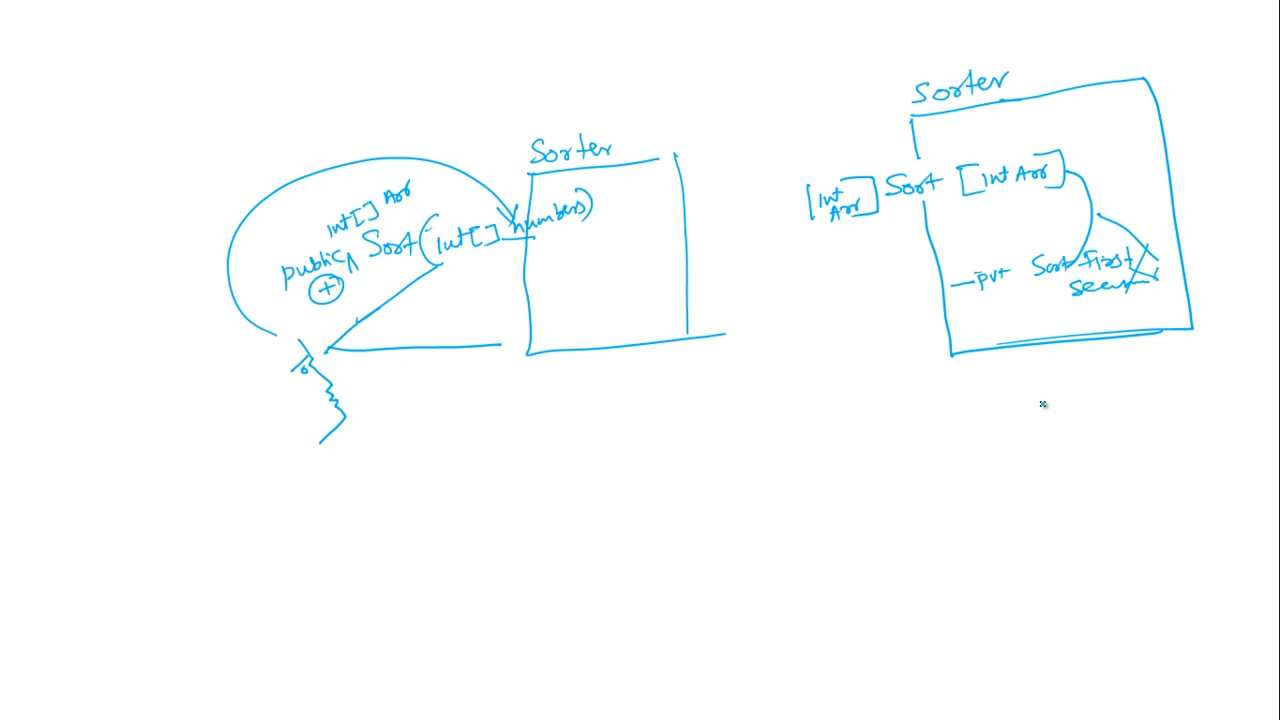 Sorter
int[] Arr
public ^ Sort(int[] numbers)
+
Sorter
[int Arr] Sort [int Arr]
- pvt Sort First